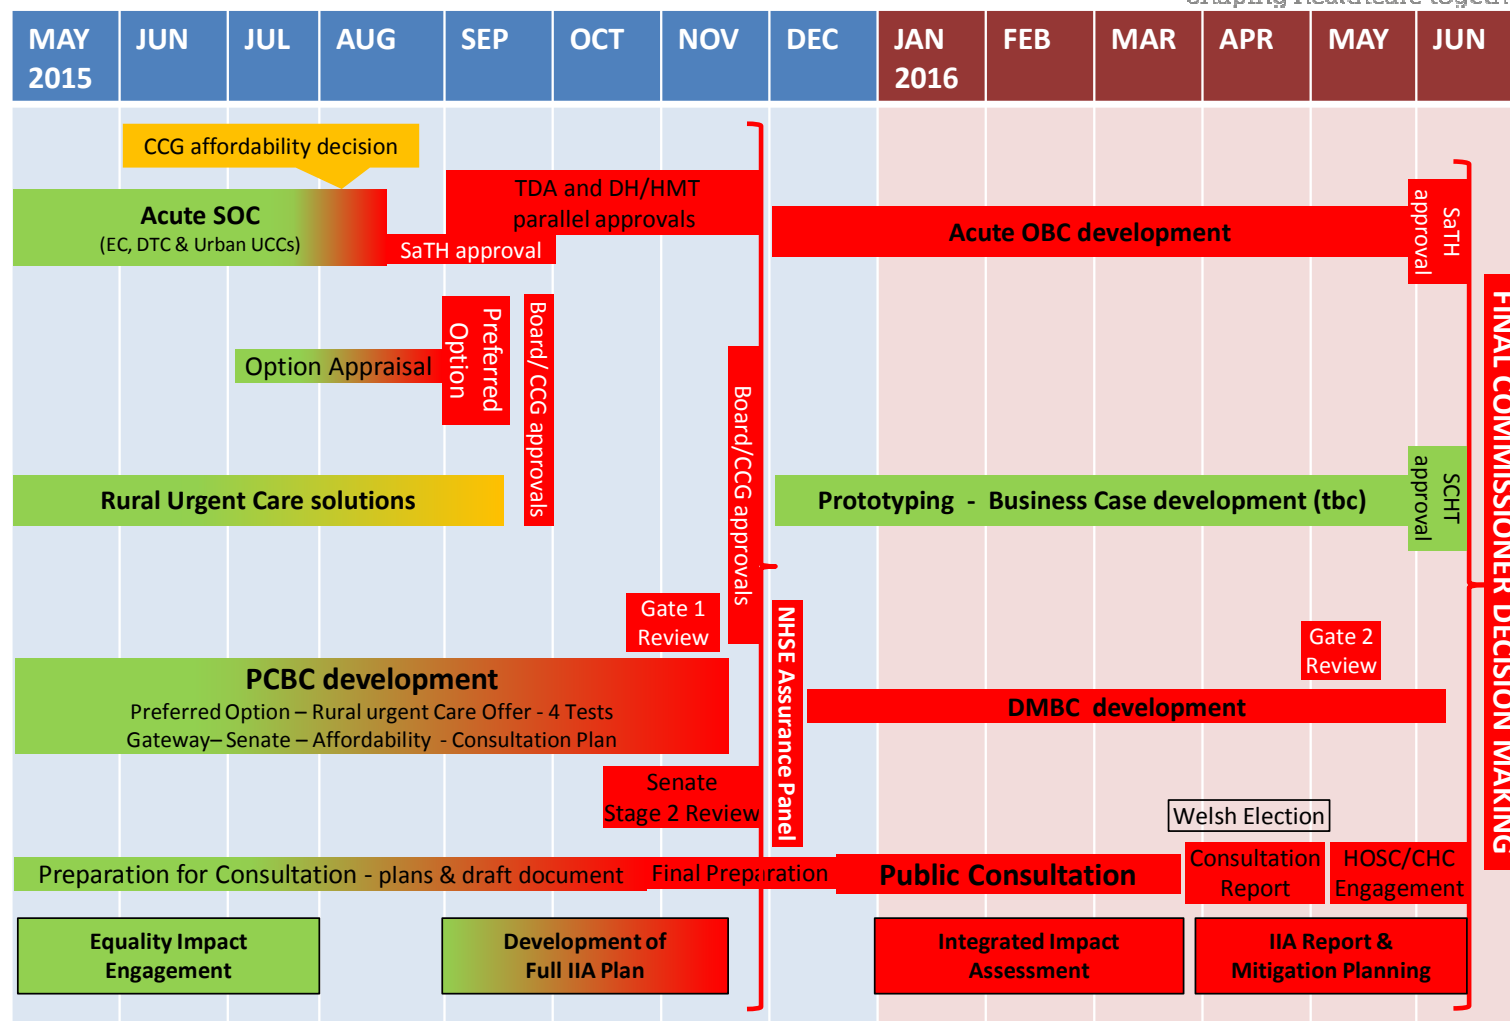 Shaping healthcare togeth
MAY JUN JUL AUG SEP OCT NOV DEC JAN FEB MAR APR MAY JUN
2015 2016
CCG affordability decision
TDA and DH/HMT
parallel approvals
Acute SOC
(EC, DTC & Urban UCCs)
SaTH approval
Acute OBC development
SaTH
approval
Option Appraisal
Preferred
Option
Board/ CCG approvals
Board/CCG approvals
Rural Urgent Care solutions
Prototyping - Business Case development (tbc)
SCHT
approval
FINAL COMMISSIONER DECISION MAKING
Gate 1
Review
NHSE Assurance Panel
Gate 2
Review
PCBC development
Preferred Option – Rural urgent Care Offer - 4 Tests
Gateway– Senate – Affordability - Consultation Plan
DMBC development
Senate
Stage 2 Review
Welsh Election
Preparation for Consultation - plans & draft document
Final Preparation
Public Consultation
Consultation
Report
HOSC/CHC
Engagement
Equality Impact
Engagement
Development of
Full IIA Plan
Integrated Impact
Assessment
IIA Report &
Mitigation Planning